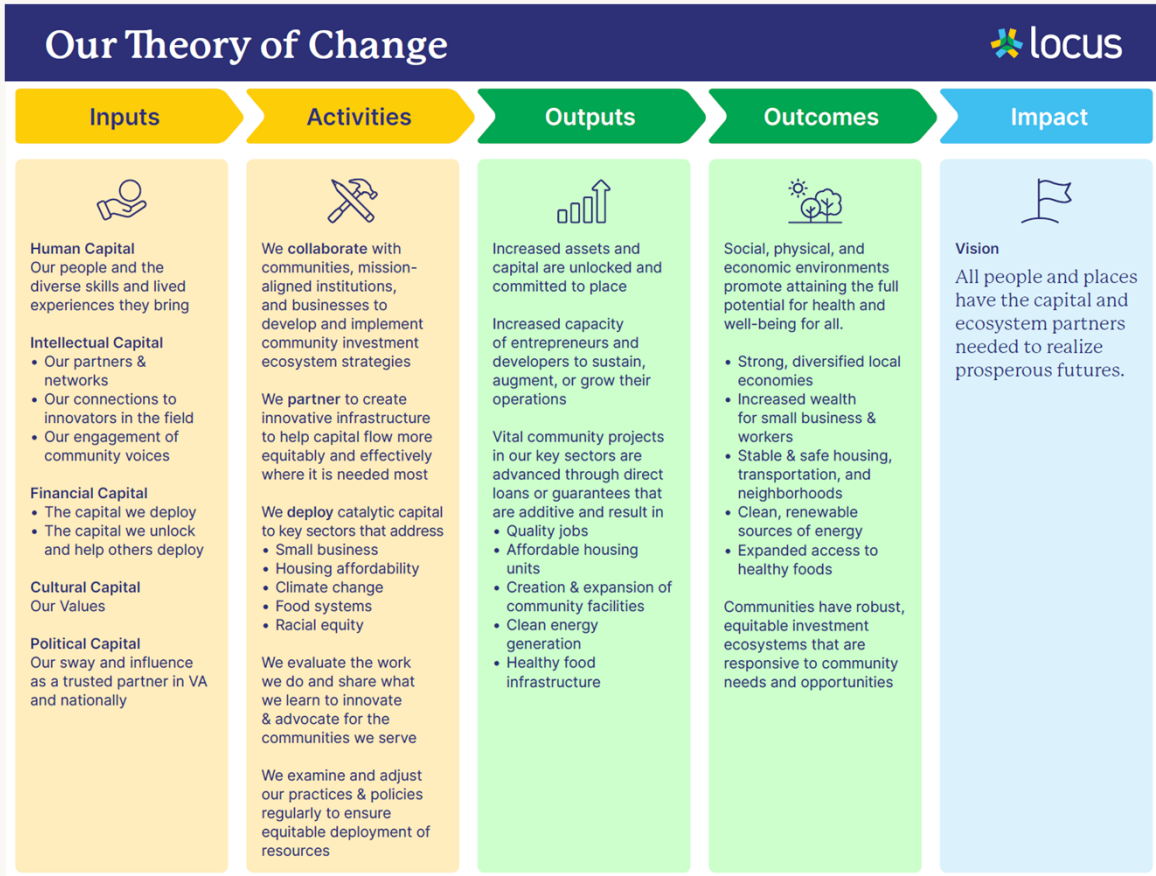 Our Theory of Change
locus
Inputs
Activities
Outputs
Outcomes
Impact
Human Capital
Our people and the
diverse skills and lived
experiences they bring
Intellectual Capital
• Our partners &
networks
• Our connections to
innovators in the field
• Our engagement of
community voices
Financial Capital
• The capital we deploy
• The capital we unlock
and help others deploy
Cultural Capital
Our Values
Political Capital
Our sway and influence
as a trusted partner in VA
and nationally
We collaborate with
communities, mission-
aligned institutions,
and businesses to
develop and implement
community investment
ecosystem strategies
We partner to create
innovative infrastructure
to help capital flow more
equitably and effectively
where it is needed most
We deploy catalytic capital
to key sectors that address
• Small business
• Housing affordability
• Climate change
• Food systems
• Racial equity
We evaluate the work
we do and share what
we learn to innovate
& advocate for the
communities we serve
We examine and adjust
our practices & policies
regularly to ensure
equitable deployment of
resources
Increased assets and
capital are unlocked and
committed to place
Increased capacity
of entrepreneurs and
developers to sustain,
augment, or grow their
operations
Vital community projects
in our key sectors are
advanced through direct
loans or guarantees that
are additive and result in
• Quality jobs
• Affordable housing
units
• Creation & expansion of
community facilities
• Clean energy
generation
• Healthy food
infrastructure
Social, physical, and
economic environments
promote attaining the full
potential for health and
well-being for all.
• Strong, diversified local
economies
• Increased wealth
for small business &
workers
• Stable & safe housing,
transportation, and
neighborhoods
• Clean, renewable
sources of energy
• Expanded access to
healthy foods
Communities have robust,
equitable investment
ecosystems that are
responsive to community
needs and opportunities
Vision
All people and places
have the capital and
ecosystem partners
needed to realize
prosperous futures.